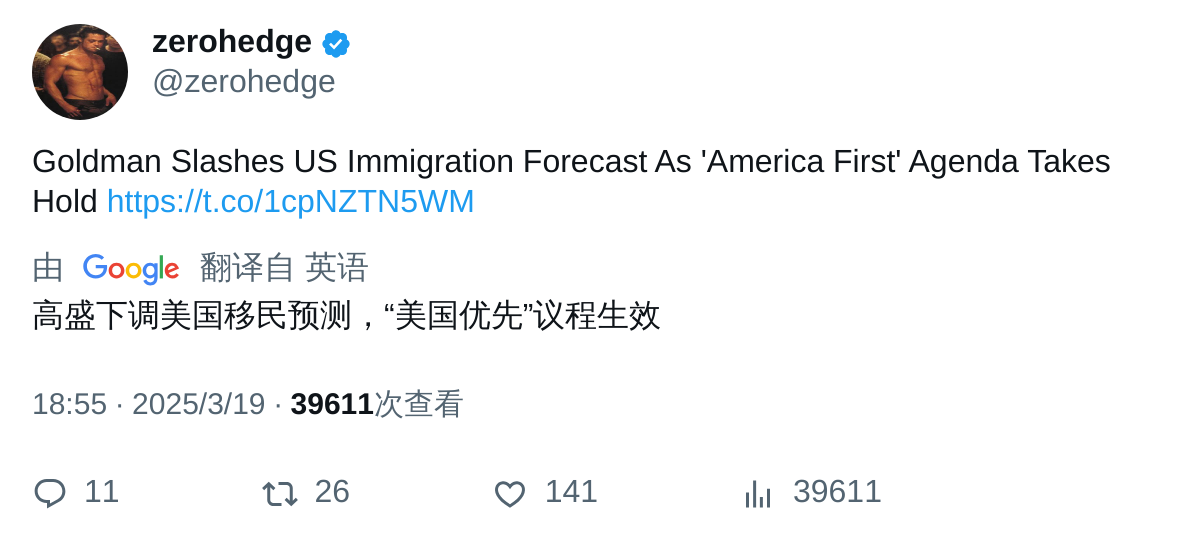 zerohedge
@zerohedge
Goldman Slashes US Immigration Forecast As 'America First' Agenda Takes
Hold https://t.co/1cpNZTN5WM
由 Google 翻译自 英语
高盛下调美国移民预测，“美国优先”议程生效
18:55 · 2025/3/19 · 39611次查看
11 26 141 39611